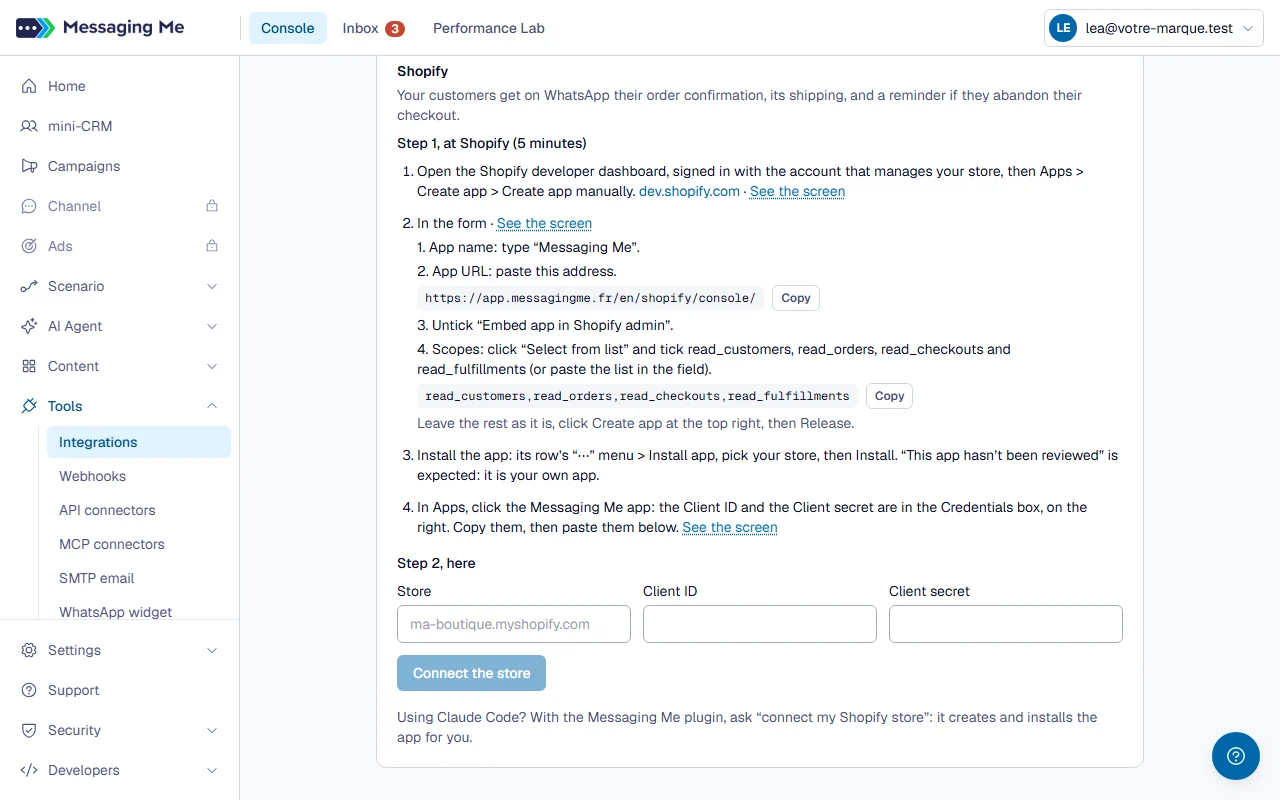 Messaging Me
Console
Inbox 3
Performance Lab
LE lea@votre-marque.test
Home
mini-CRM
Campaigns
Channel
Ads
Scenario
AI Agent
Content
Tools
Integrations
Webhooks
API connectors
MCP connectors
SMTP email
WhatsApp widget
Settings
Support
Security
Developers
Shopify
Your customers get on WhatsApp their order confirmation, its shipping, and a reminder if they abandon their
checkout.
Step 1, at Shopify (5 minutes)
1. Open the Shopify developer dashboard, signed in with the account that manages your store, then Apps >
Create app > Create app manually. dev.shopify.com · See the screen
2. In the form · See the screen
1. App name: type “Messaging Me”.
2. App URL: paste this address.
https://app.messagingme.fr/en/shopify/console/ Copy
3. Untick “Embed app in Shopify admin”.
4. Scopes: click “Select from list” and tick read_customers, read_orders, read_checkouts and
read_fulfillments (or paste the list in the field).
read_customers,read_orders,read_checkouts,read_fulfillments Copy
Leave the rest as it is, click Create app at the top right, then Release.
3. Install the app: its row’s “⋯” menu > Install app, pick your store, then Install. “This app hasn’t been reviewed” is
expected: it is your own app.
4. In Apps, click the Messaging Me app: the Client ID and the Client secret are in the Credentials box, on the
right. Copy them, then paste them below. See the screen
Step 2, here
Store Client ID Client secret
ma-boutique.myshopify.com
Connect the store
Using Claude Code? With the Messaging Me plugin, ask “connect my Shopify store”: it creates and installs the
app for you.